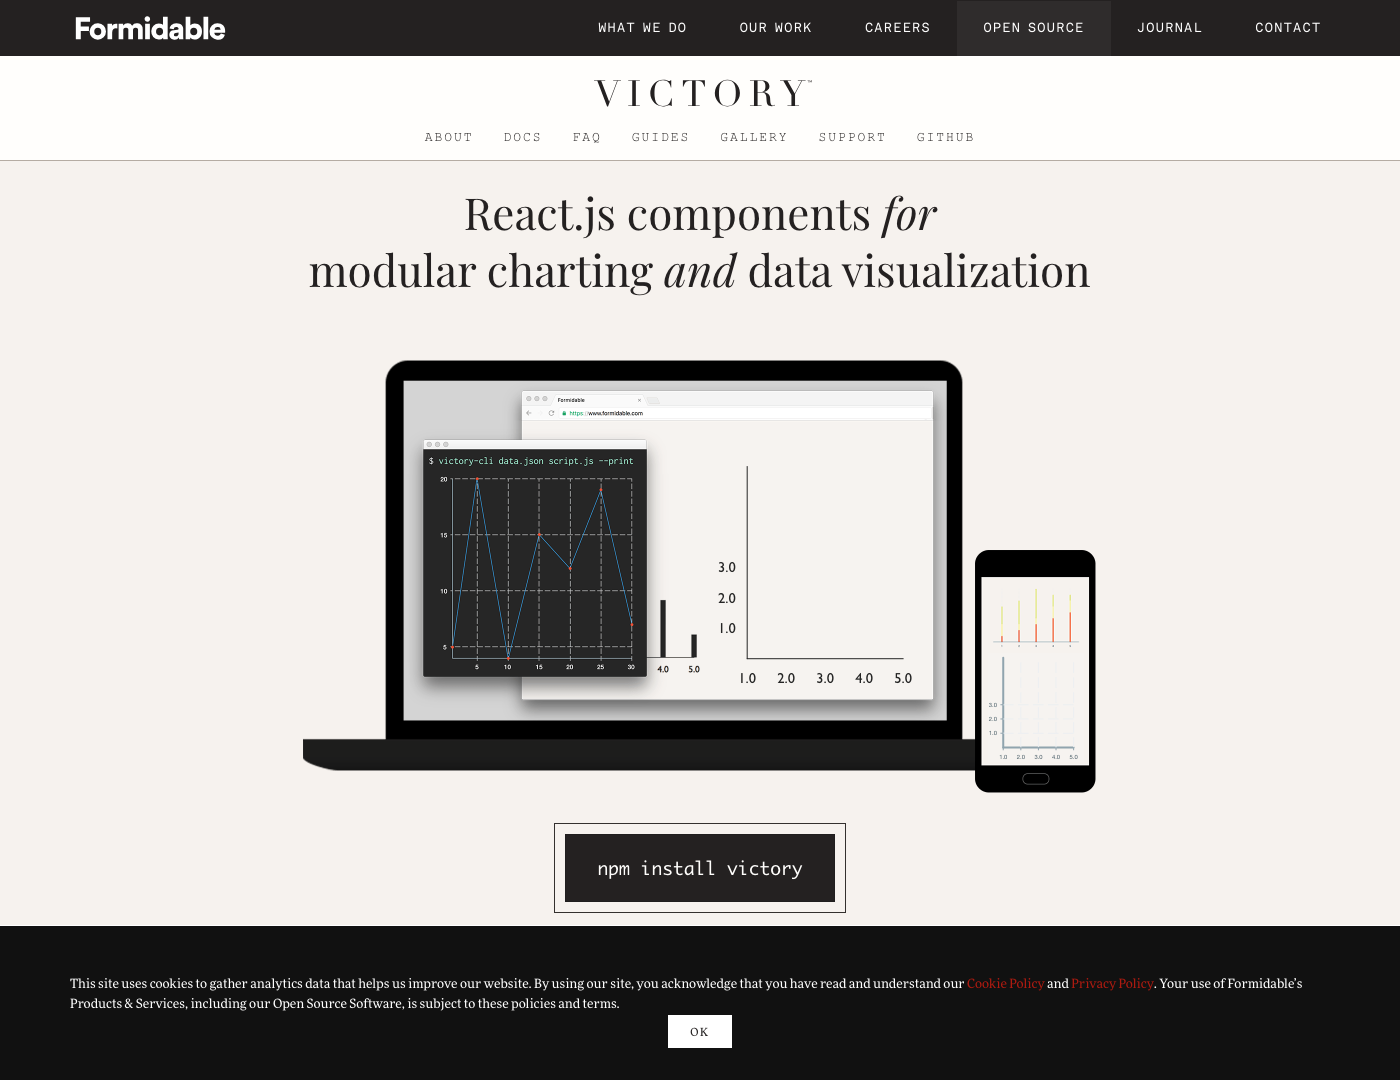 Formidable
WHAT WE DO OUR WORK CAREERS OPEN SOURCE JOURNAL CONTACT
VICTORY™
ABOUT DOCS FAQ GUIDES GALLERY SUPPORT GITHUB
React.js components for
modular charting and data visualization
Formidable
https://www.formidable.com
$ victory-cli data.json script.js --print
20
15
10
5
5 10 15 20 25 30
4.0 5.0
3.0
2.0
1.0
1.0 2.0 3.0 4.0 5.0
3.0
2.0
1.0
1.0 2.0 3.0 4.0 5.0
npm install victory
This site uses cookies to gather analytics data that helps us improve our website. By using our site, you acknowledge that you have read and understand our Cookie Policy and Privacy Policy. Your use of Formidable's
Products & Services, including our Open Source Software, is subject to these policies and terms.
OK